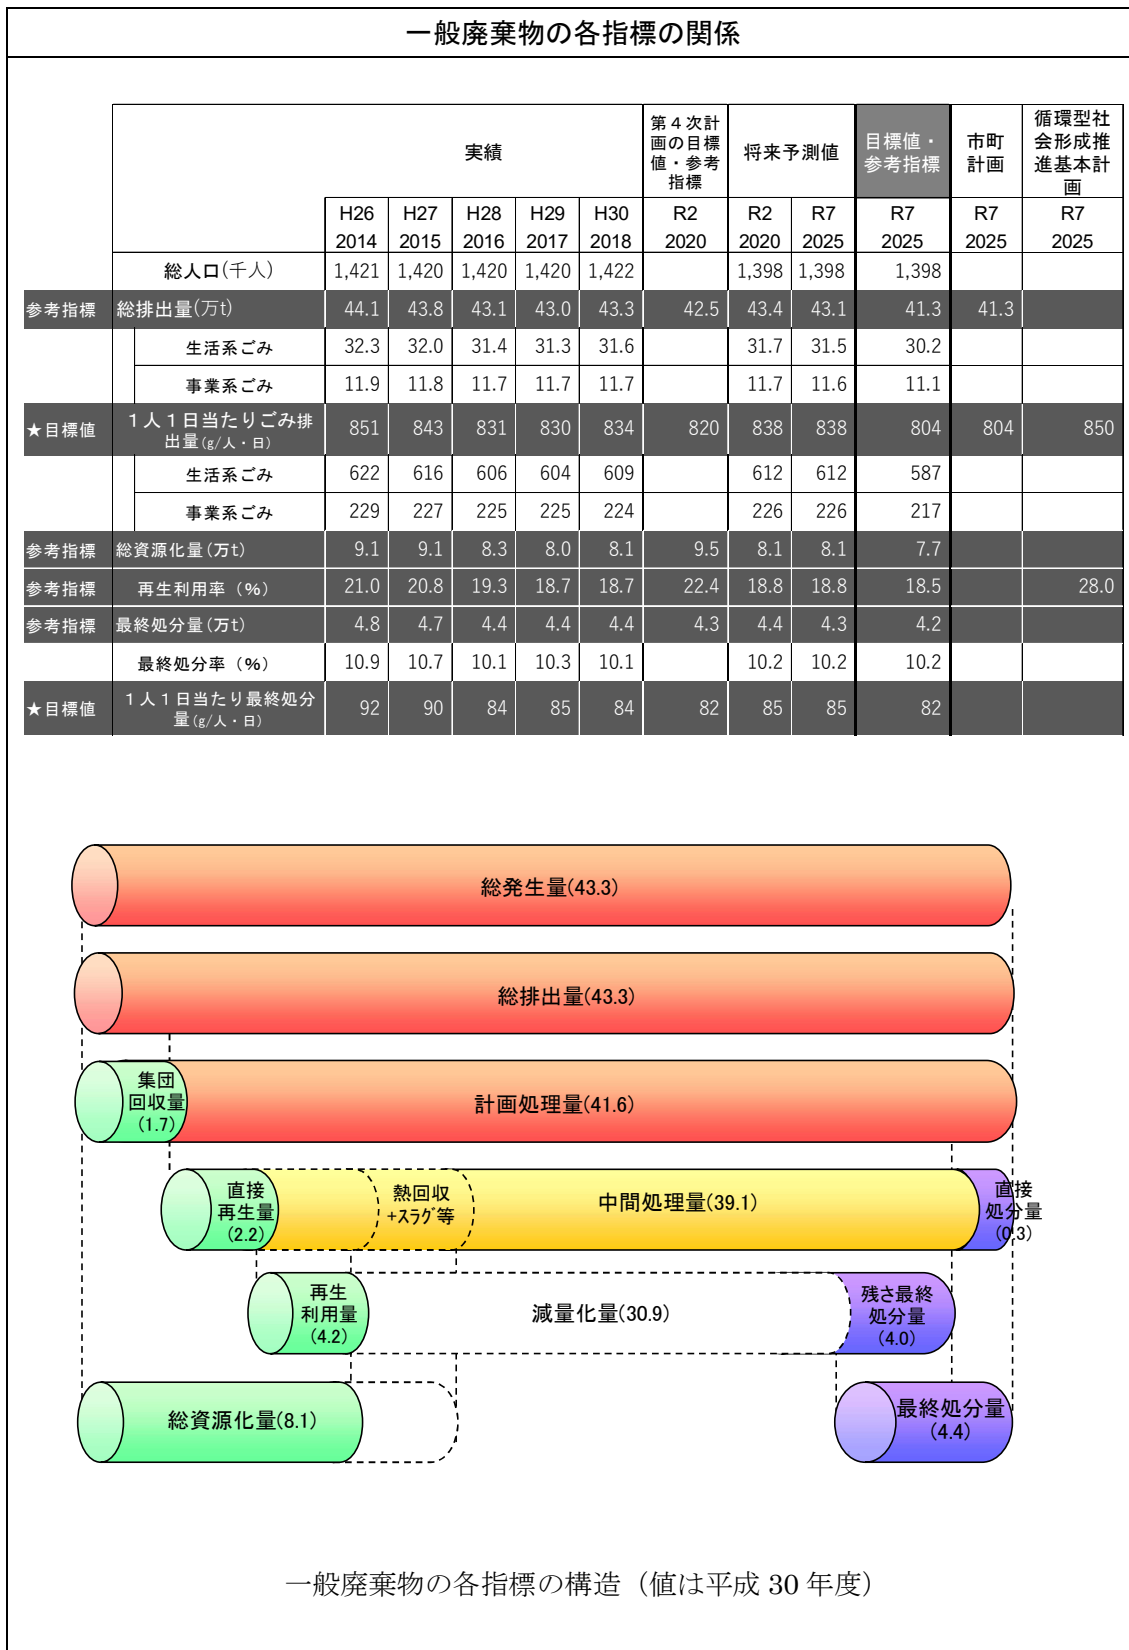 一般廃棄物の各指標の関係
実績 第４次計画の目標値・参考指標 将来予測値 目標値・参考指標 市町計画 循環型社会形成推進基本計画
H26 H27 H28 H29 H30 R2 R2 R7 R7 R7 R7
2014 2015 2016 2017 2018 2020 2020 2025 2025 2025 2025
総人口(千人) 1,421 1,420 1,420 1,420 1,422 1,398 1,398 1,398
参考指標 総排出量(万t) 44.1 43.8 43.1 43.0 43.3 42.5 43.4 43.1 41.3 41.3
生活系ごみ 32.3 32.0 31.4 31.3 31.6 31.7 31.5 30.2
事業系ごみ 11.9 11.8 11.7 11.7 11.7 11.7 11.6 11.1
★目標値 １人１日当たりごみ排出量(g/人・日) 851 843 831 830 834 820 838 838 804 804 850
生活系ごみ 622 616 606 604 609 612 612 587
事業系ごみ 229 227 225 225 224 226 226 217
参考指標 総資源化量(万t) 9.1 9.1 8.3 8.0 8.1 9.5 8.1 8.1 7.7
参考指標 再生利用率（%） 21.0 20.8 19.3 18.7 18.7 22.4 18.8 18.8 18.5 28.0
参考指標 最終処分量(万t) 4.8 4.7 4.4 4.4 4.4 4.3 4.4 4.3 4.2
最終処分率（%） 10.9 10.7 10.1 10.3 10.1 10.2 10.2 10.2
★目標値 １人１日当たり最終処分量(g/人・日) 92 90 84 85 84 82 85 85 82
総発生量(43.3)
総排出量(43.3)
集団
回収量
(1.7)
計画処理量(41.6)
直接
再生量
(2.2)
熱回収
+ｽﾗｸﾞ等
中間処理量(39.1)
直接
処分量
(0.3)
再生
利用量
(4.2)
減量化量(30.9)
残さ最終
処分量
(4.0)
総資源化量(8.1)
最終処分量
(4.4)
一般廃棄物の各指標の構造（値は平成 30 年度）